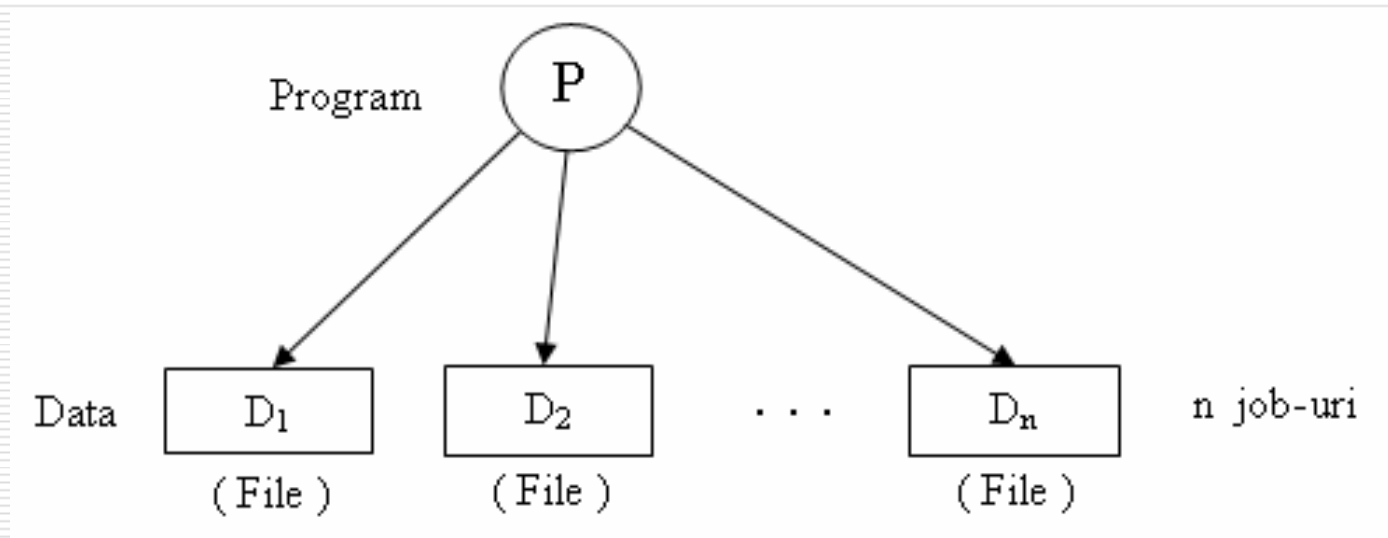 P
Program
Data D₁ D₂ . . . Dₙ n job-uri
( File ) ( File ) ( File )